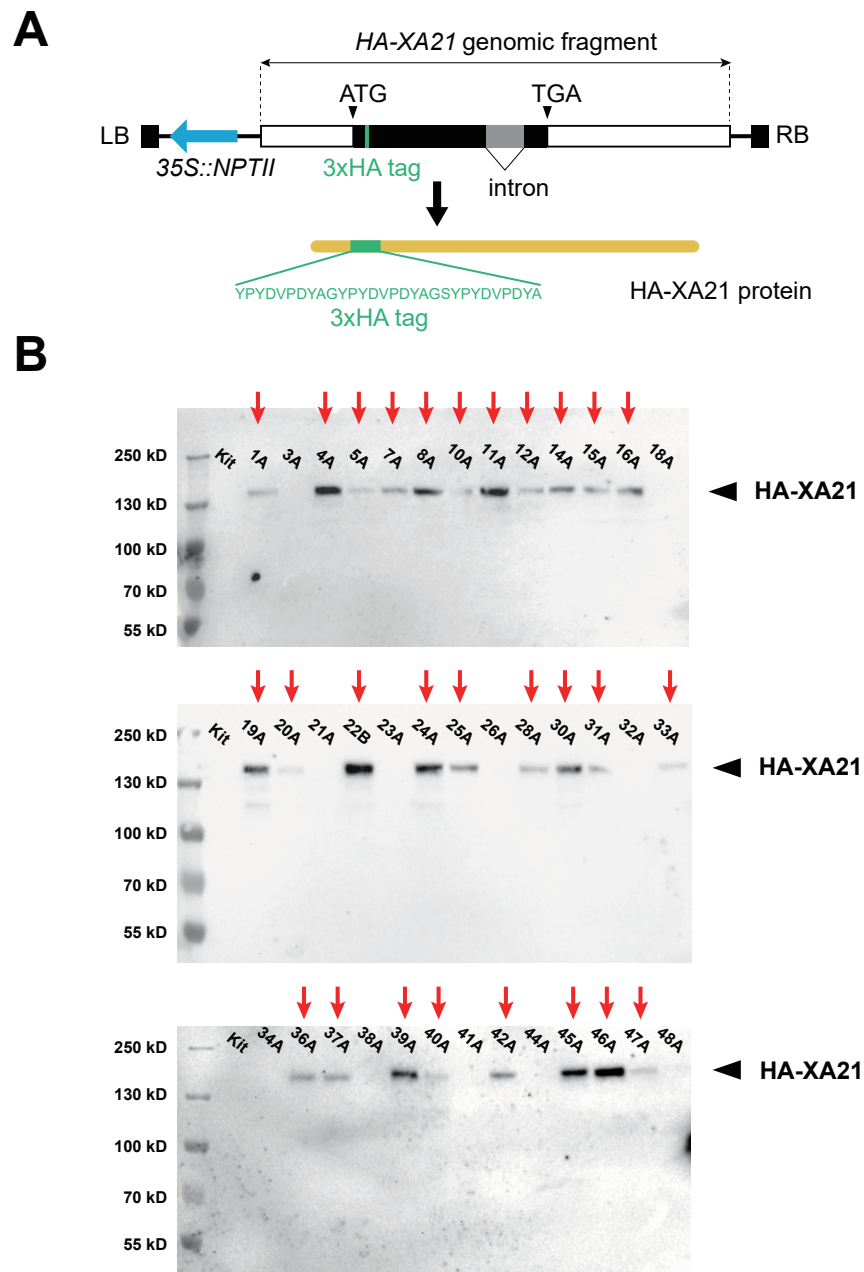 A
HA-XA21 genomic fragment
ATG TGA
LB RB
35S::NPTII 3xHA tag
intron
YPYDVPDYAGYPYDVPDYAGSYPYDVPDYA HA-XA21 protein
3xHA tag
B
Kit 1A 3A 4A 5A 7A 8A 10A 11A 12A 14A 15A 16A 18A
250 kD
130 kD HA-XA21
100 kD
70 kD
55 kD
Kit 19A 20A 21A 22B 23A 24A 25A 26A 28A 30A 31A 32A 33A
250 kD
130 kD HA-XA21
100 kD
70 kD
55 kD
Kit 34A 36A 37A 38A 39A 40A 41A 42A 44A 45A 46A 47A 48A
250 kD
130 kD HA-XA21
100 kD
70 kD
55 kD